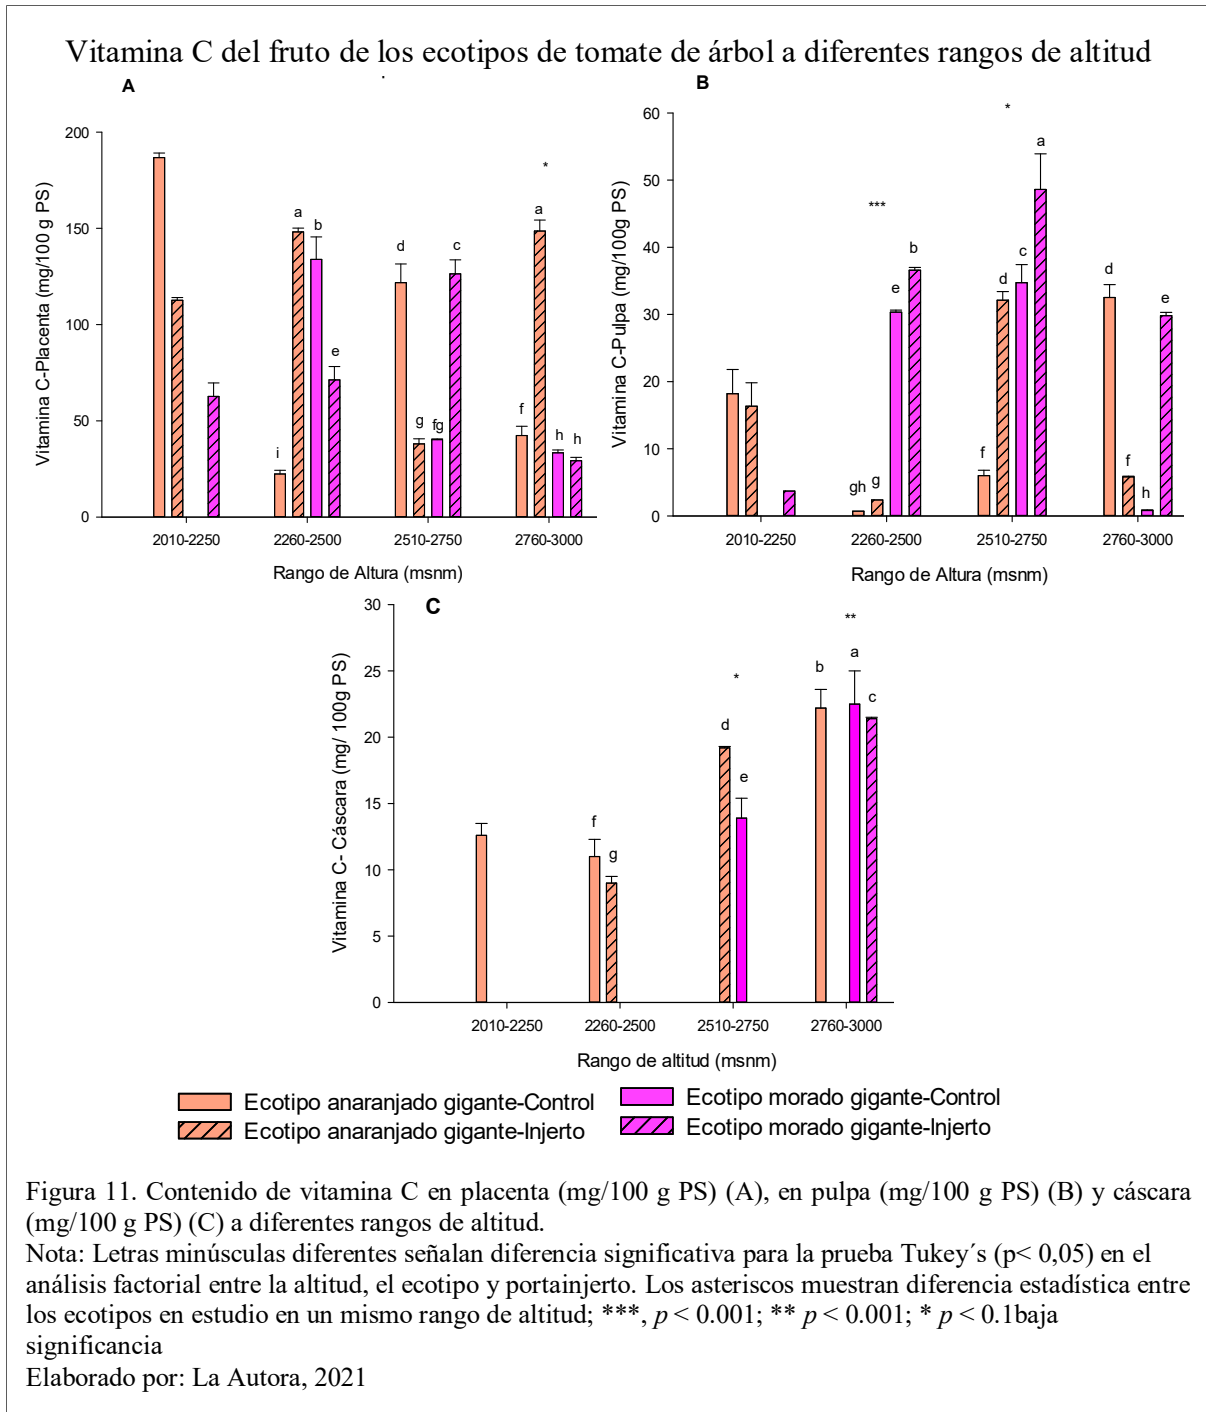 Vitamina C del fruto de los ecotipos de tomate de árbol a diferentes rangos de altitud
A
Vitamina C-Placenta (mg/100 g PS)
200
150
100
50
0
a
b
i
e
d
c
g
fg
*
a
f
h
h
2010-2250
2260-2500
2510-2750
2760-3000
Rango de Altura (msnm)
B
Vitamina C-Pulpa (mg/100g PS)
60
50
40
30
20
10
0
***
gh
g
e
b
*
f
d
c
a
d
f
h
e
2010-2250
2260-2500
2510-2750
2760-3000
Rango de Altura (msnm)
C
Vitamina C- Cáscara (mg/ 100g PS)
30
25
20
15
10
5
0
f
g
*
d
e
**
b
a
c
2010-2250
2260-2500
2510-2750
2760-3000
Rango de altitud (msnm)
Ecotipo anaranjado gigante-Control
Ecotipo anaranjado gigante-Injerto
Ecotipo morado gigante-Control
Ecotipo morado gigante-Injerto
Figura 11. Contenido de vitamina C en placenta (mg/100 g PS) (A), en pulpa (mg/100 g PS) (B) y cáscara
(mg/100 g PS) (C) a diferentes rangos de altitud.
Nota: Letras minúsculas diferentes señalan diferencia significativa para la prueba Tukey´s (p< 0,05) en el
análisis factorial entre la altitud, el ecotipo y portainjerto. Los asteriscos muestran diferencia estadística entre
los ecotipos en estudio en un mismo rango de altitud; ***, p < 0.001; ** p < 0.001; * p < 0.1baja
significancia
Elaborado por: La Autora, 2021